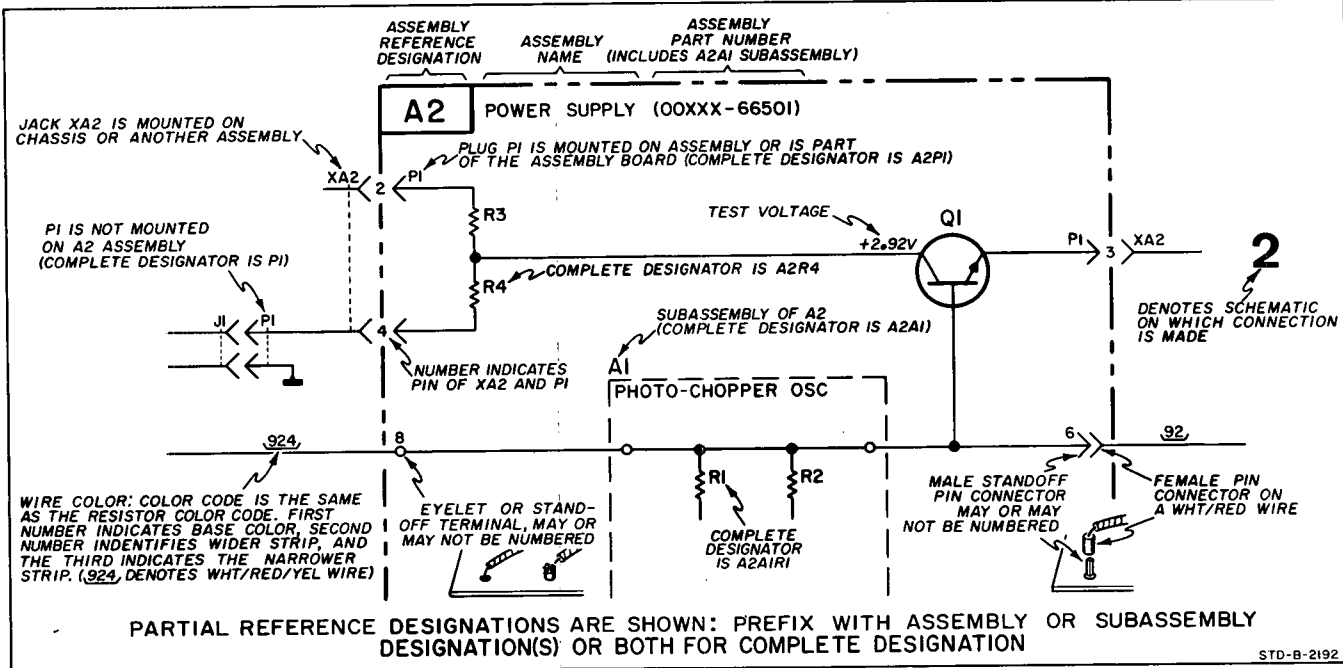 ASSEMBLY
REFERENCE
DESIGNATION
ASSEMBLY
NAME
ASSEMBLY
PART NUMBER
(INCLUDES A2A1 SUBASSEMBLY)
A2
POWER SUPPLY (00XXX-66501)
JACK XA2 IS MOUNTED ON
CHASSIS OR ANOTHER ASSEMBLY
PLUG P1 IS MOUNTED ON ASSEMBLY OR IS PART
OF THE ASSEMBLY BOARD (COMPLETE DESIGNATOR IS A2P1)
XA2
2
P1
R3
TEST VOLTAGE
+2.92V
Q1
P1
3
XA2
2
DENOTES SCHEMATIC
ON WHICH CONNECTION
IS MADE
P1 IS NOT MOUNTED
ON A2 ASSEMBLY
(COMPLETE DESIGNATOR IS P1)
R4
COMPLETE DESIGNATOR IS A2R4
SUBASSEMBLY OF A2
(COMPLETE DESIGNATOR IS A2A1)
J1
P1
4
NUMBER INDICATES
PIN OF XA2 AND P1
A1
PHOTO-CHOPPER OSC
924
8
6
92
R1
R2
WIRE COLOR: COLOR CODE IS THE SAME
AS THE RESISTOR COLOR CODE. FIRST
NUMBER INDICATES BASE COLOR, SECOND
NUMBER INDENTIFIES WIDER STRIP, AND
THE THIRD INDICATES THE NARROWER
STRIP. (924 DENOTES WHT/RED/YEL WIRE)
EYELET OR STAND-
OFF TERMINAL, MAY OR
MAY NOT BE NUMBERED
COMPLETE
DESIGNATOR
IS A2A1R1
MALE STANDOFF
PIN CONNECTOR
MAY OR MAY
NOT BE NUMBERED
FEMALE PIN
CONNECTOR ON
A WHT/RED WIRE
PARTIAL REFERENCE DESIGNATIONS ARE SHOWN: PREFIX WITH ASSEMBLY OR SUBASSEMBLY
DESIGNATION(S) OR BOTH FOR COMPLETE DESIGNATION
STD-B-2192